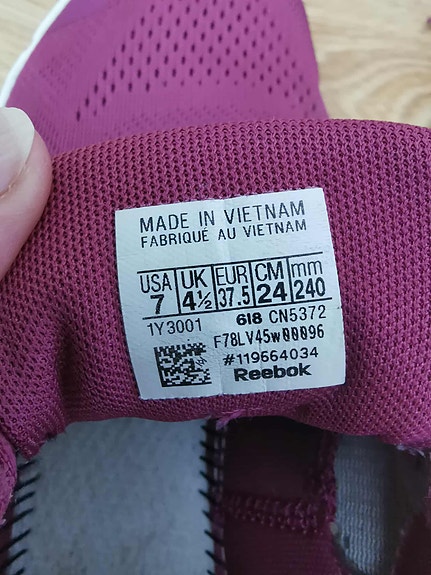 MADE IN VIETNAM
FABRIQUÉ AU VIETNAM
USA UK EUR CM mm
7 4½ 37.5 24 240
1Y3001 618 CN5372
F78LV45w00096
#119664034
Reebok